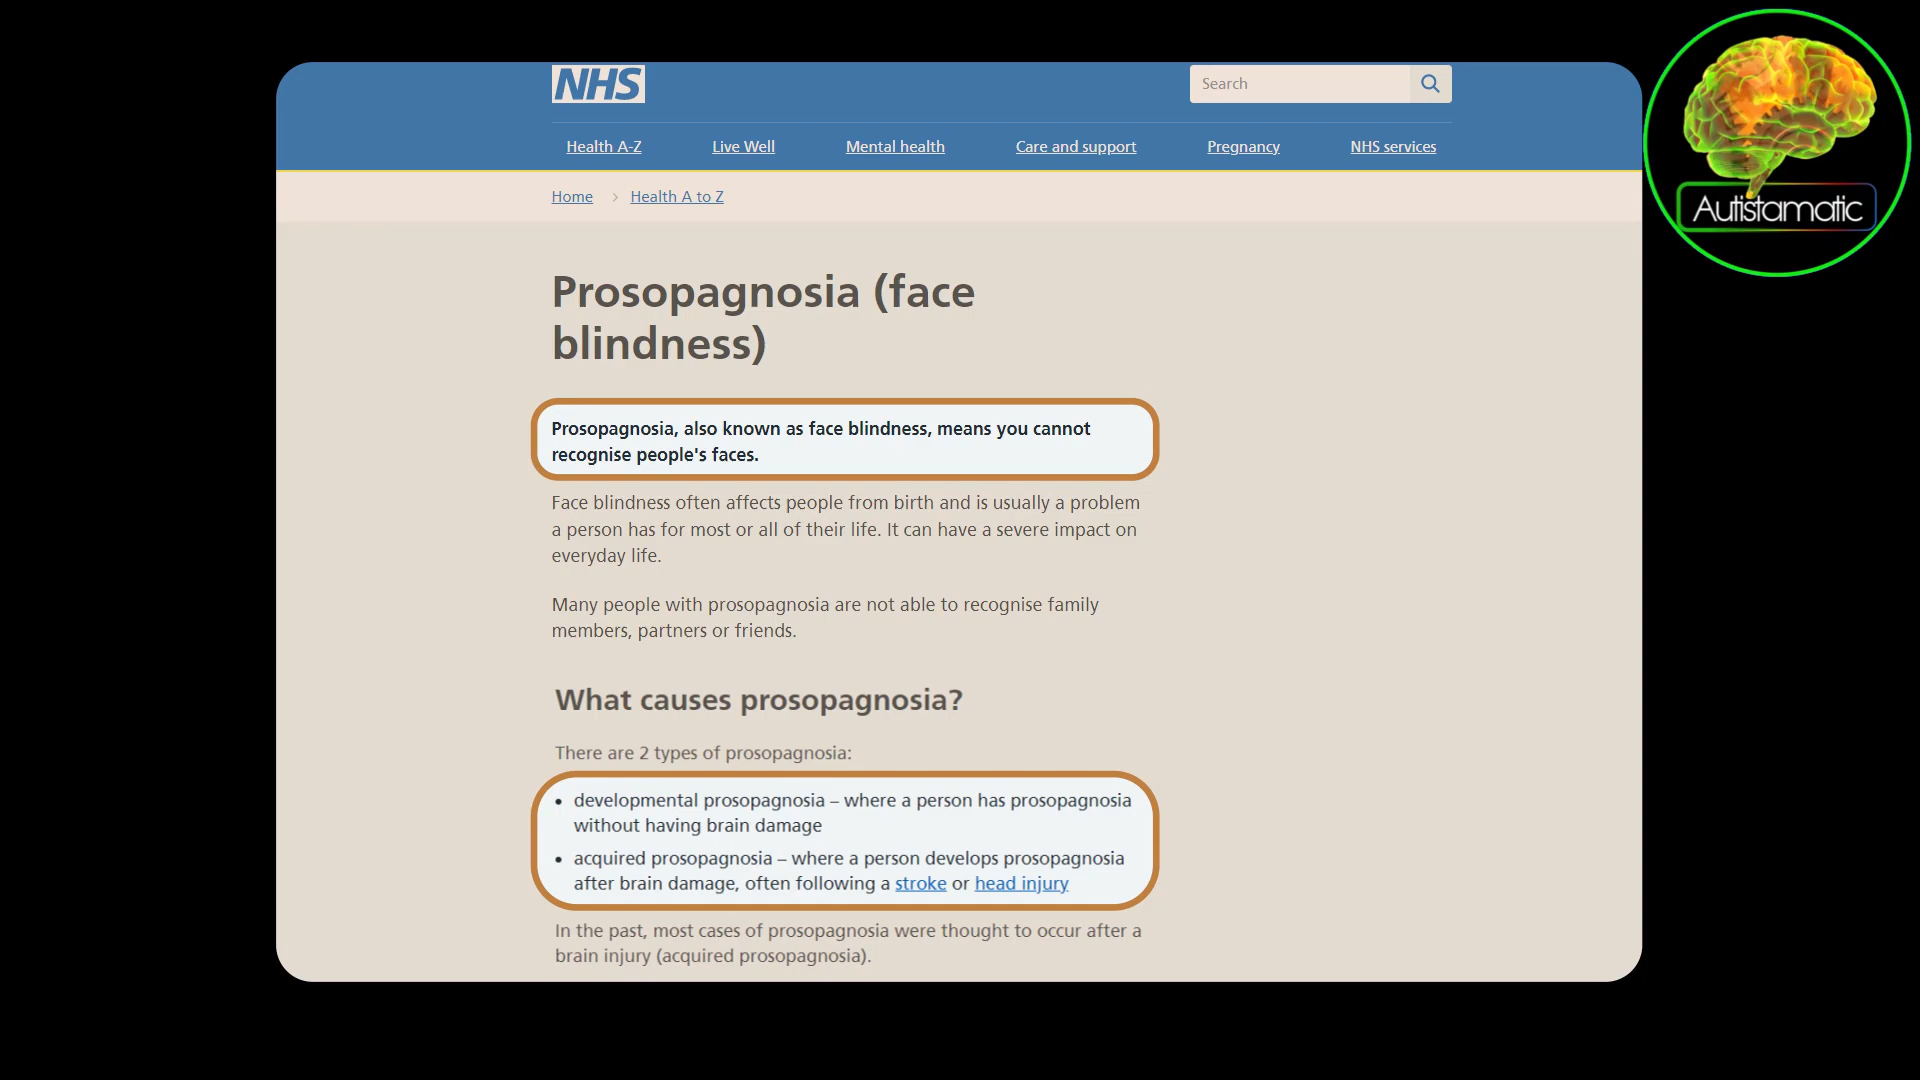 NHS
Search
Health A-Z
Live Well
Mental health
Care and support
Pregnancy
NHS services
Autistamatic
Home
Health A to Z
Prosopagnosia (face
blindness)
Prosopagnosia, also known as face blindness, means you cannot
recognise people's faces.
Face blindness often affects people from birth and is usually a problem
a person has for most or all of their life. It can have a severe impact on
everyday life.
Many people with prosopagnosia are not able to recognise family
members, partners or friends.
What causes prosopagnosia?
There are 2 types of prosopagnosia:
• developmental prosopagnosia – where a person has prosopagnosia
without having brain damage
• acquired prosopagnosia – where a person develops prosopagnosia
after brain damage, often following a stroke or head injury
In the past, most cases of prosopagnosia were thought to occur after a
brain injury (acquired prosopagnosia).